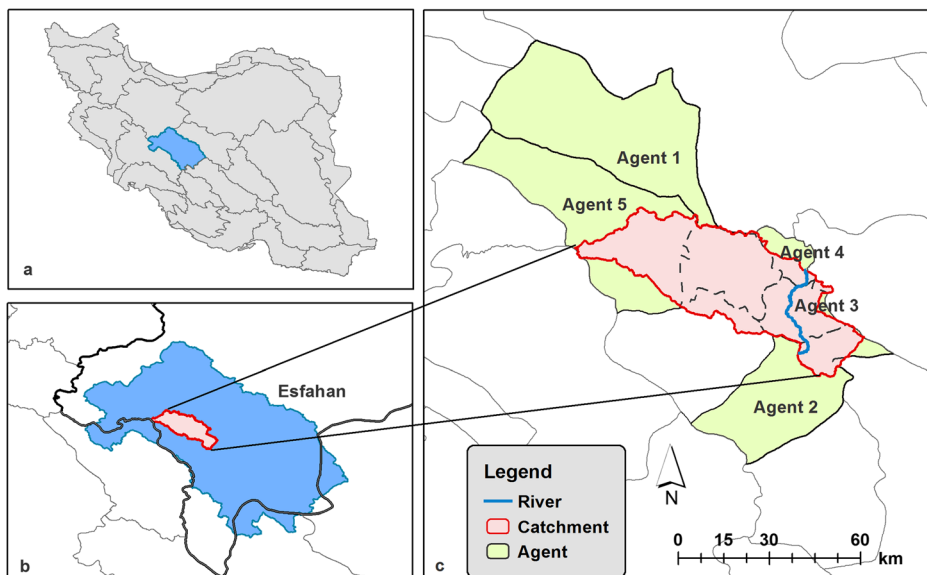 a
Esfahan
b
Agent 1
Agent 5
Agent 4
Agent 3
Agent 2
Legend
River
Catchment
Agent
N
0 15 30 45 60
km
c